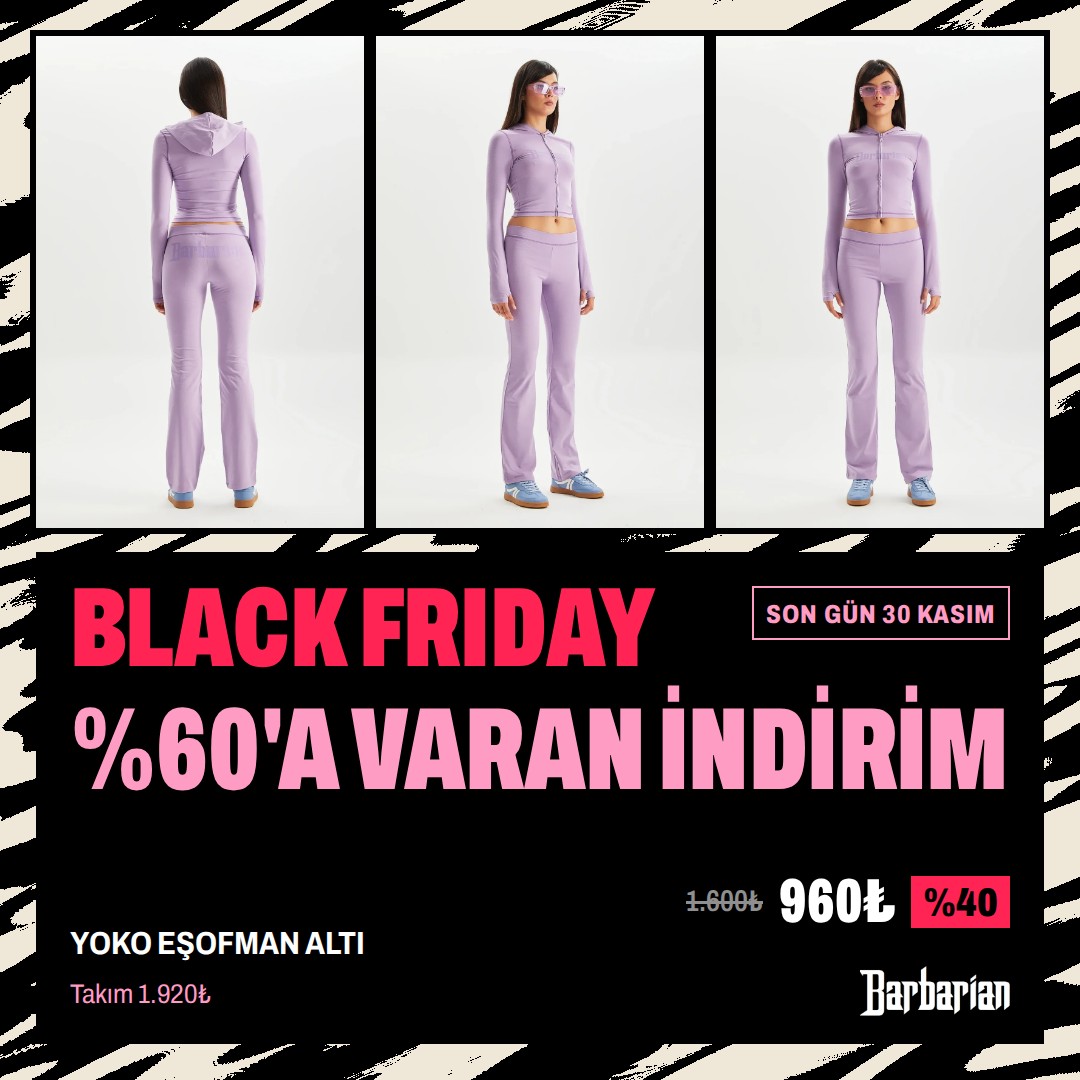 BLACK FRIDAY
SON GÜN 30 KASIM
%60'A VARAN İNDİRİM
1.600₺ 960₺ %40
YOKO EŞOFMAN ALTI
Takım 1.920₺
Barbarian